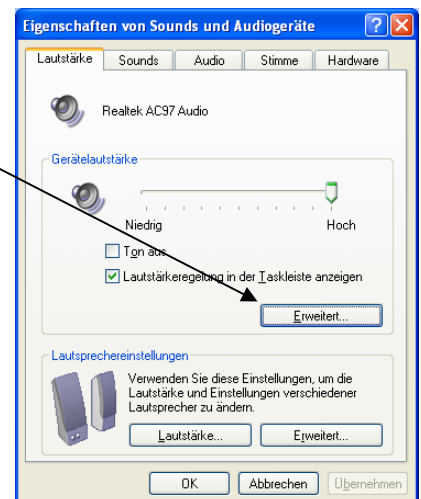 Eigenschaften von Sounds und Audiogeräte
Lautstärke Sounds Audio Stimme Hardware
Realtek AC97 Audio
Gerätelautstärke
Niedrig Hoch
Ton aus
Lautstärkeregelung in der Taskleiste anzeigen
Erweitert...
Lautsprechereinstellungen
Verwenden Sie diese Einstellungen, um die
Lautstärke und Einstellungen verschiedener
Lautsprecher zu ändern.
Lautstärke... Erweitert...
OK Abbrechen Übernehmen